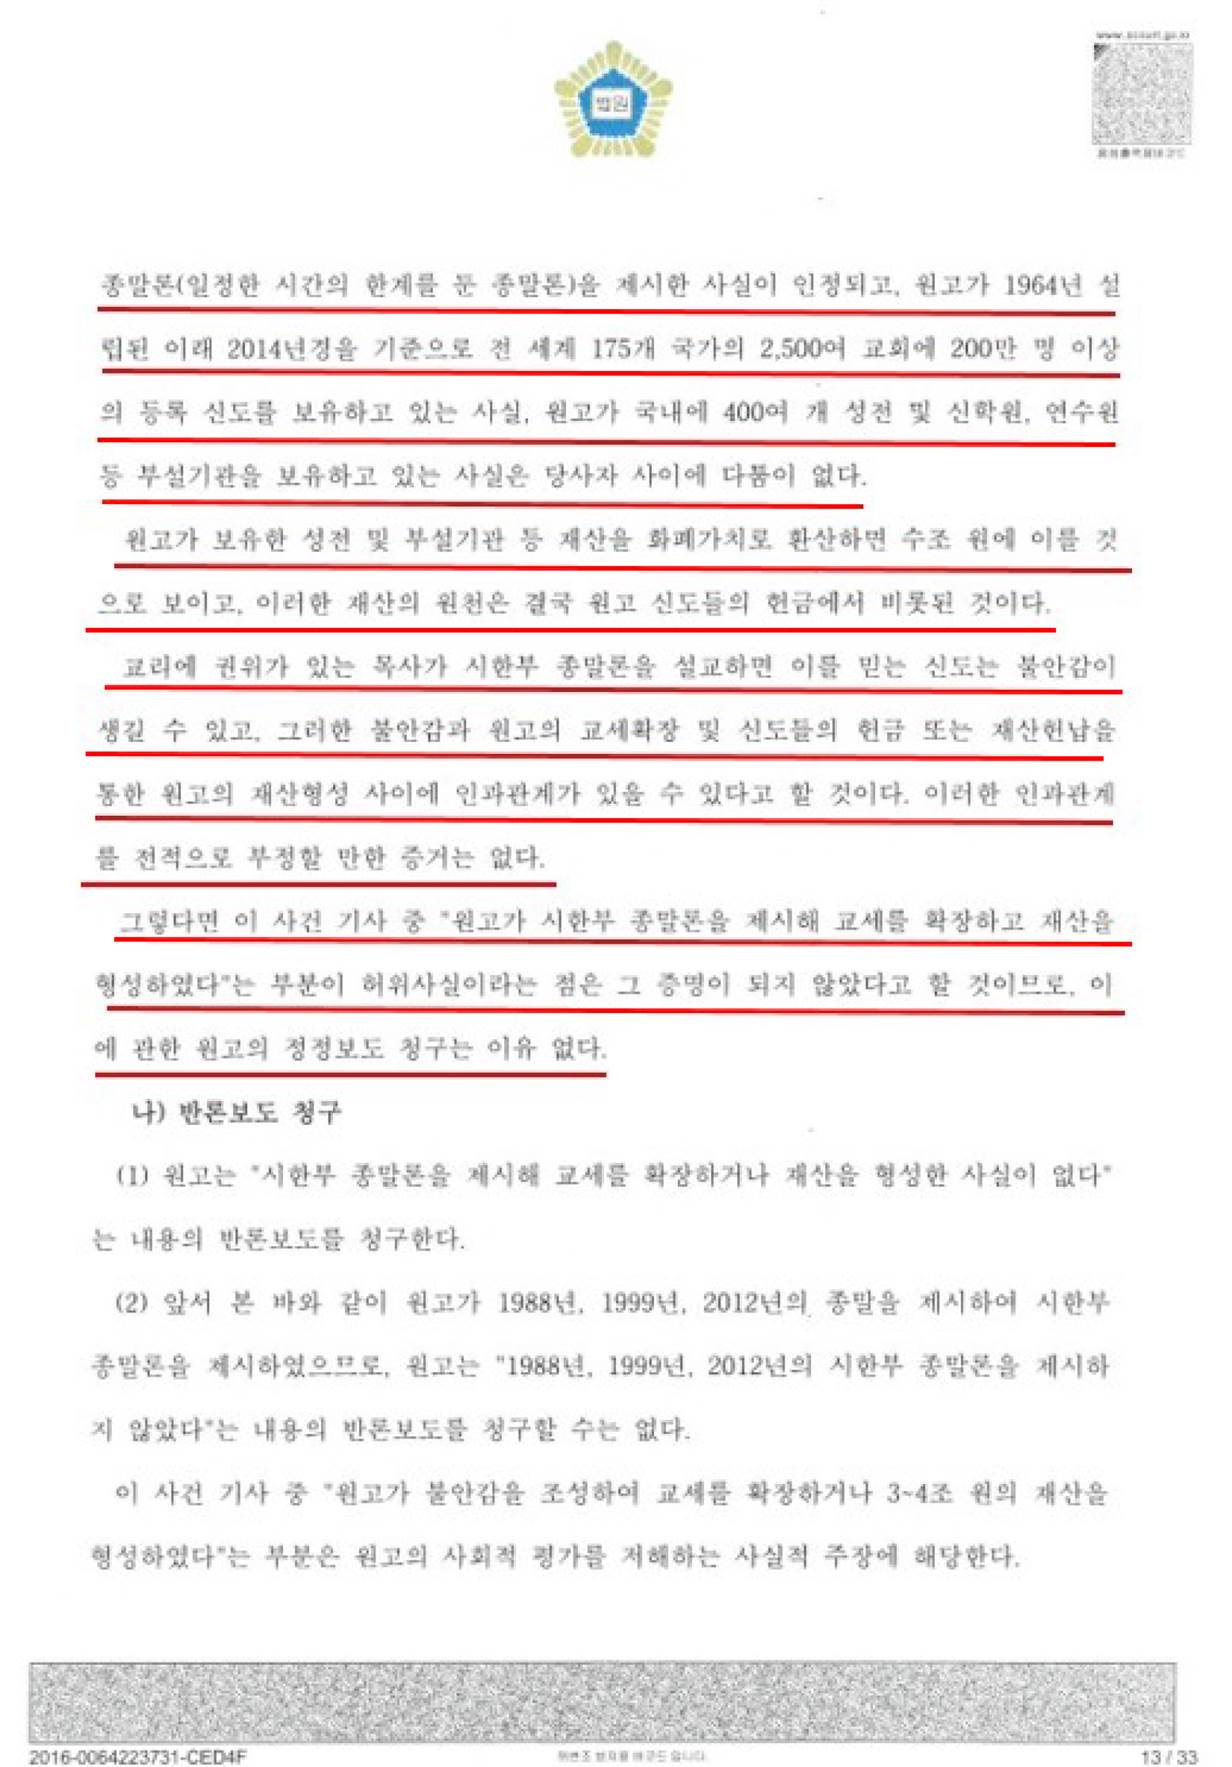 법원
종말론(일정한 시간의 한계를 둔 종말론)을 제시한 사실이 인정되고, 원고가 1964년 설
립된 이래 2014년경을 기준으로 전 세계 175개 국가의 2,500여 교회에 200만 명 이상
의 등록 신도를 보유하고 있는 사실, 원고가 국내에 400여 개 성전 및 신학원, 연수원
등 부설기관을 보유하고 있는 사실은 당사자 사이에 다툼이 없다.
원고가 보유한 성전 및 부설기관 등 재산을 화폐가치로 환산하면 수조 원에 이를 것
으로 보이고, 이러한 재산의 원천은 결국 원고 신도들의 헌금에서 비롯된 것이다.
교리에 권위가 있는 목사가 시한부 종말론을 설교하면 이를 믿는 신도는 불안감이
생길 수 있고, 그러한 불안감과 원고의 교세확장 및 신도들의 헌금 또는 재산헌납을
통한 원고의 재산형성 사이에 인과관계가 있을 수 있다고 할 것이다. 이러한 인과관계
를 전적으로 부정할 만한 증거는 없다.
그렇다면 이 사건 기사 중 "원고가 시한부 종말론을 제시해 교세를 확장하고 재산을
형성하였다"는 부분이 허위사실이라는 점은 그 증명이 되지 않았다고 할 것이므로, 이
에 관한 원고의 정정보도 청구는 이유 없다.
나) 반론보도 청구
(1) 원고는 "시한부 종말론을 제시해 교세를 확장하거나 재산을 형성한 사실이 없다"
는 내용의 반론보도를 청구한다.
(2) 앞서 본 바와 같이 원고가 1988년, 1999년, 2012년의 종말을 제시하여 시한부
종말론을 제시하였으므로, 원고는 "1988년, 1999년, 2012년의 시한부 종말론을 제시하
지 않았다"는 내용의 반론보도를 청구할 수는 없다.
이 사건 기사 중 "원고가 불안감을 조성하여 교세를 확장하거나 3~4조 원의 재산을
형성하였다"는 부분은 원고의 사회적 평가를 저해하는 사실적 주장에 해당한다.
2016-0064223731-CED4F
13 / 33